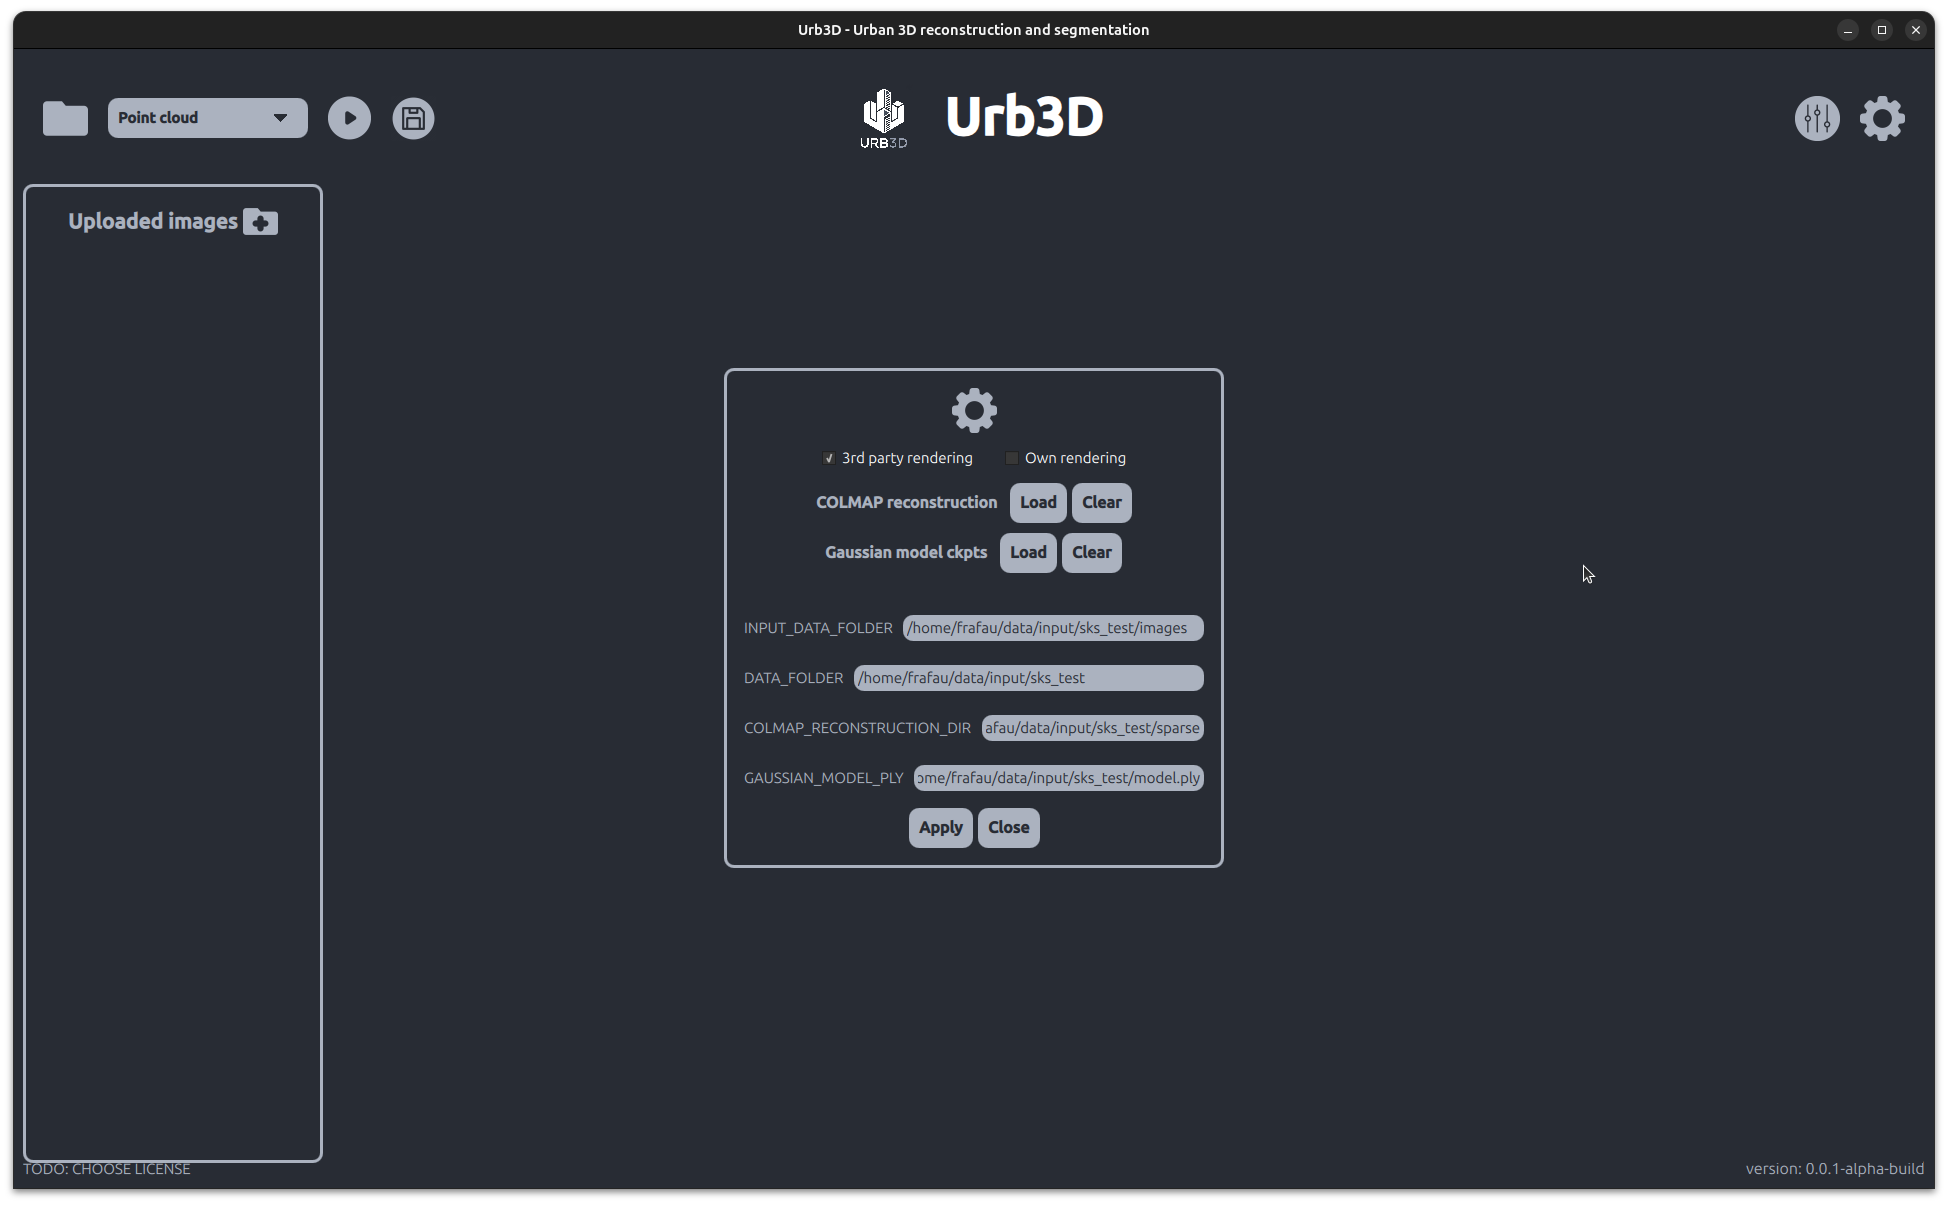 Urb3D - Urban 3D reconstruction and segmentation
Point cloud
URB3D
Urb3D
Uploaded images
3rd party rendering
Own rendering
COLMAP reconstruction Load Clear
Gaussian model ckpts Load Clear
INPUT_DATA_FOLDER /home/frafau/data/input/sks_test/images
DATA_FOLDER /home/frafau/data/input/sks_test
COLMAP_RECONSTRUCTION_DIR afau/data/input/sks_test/sparse
GAUSSIAN_MODEL_PLY ome/frafau/data/input/sks_test/model.ply
Apply Close
TODO: CHOOSE LICENSE
version: 0.0.1-alpha-build